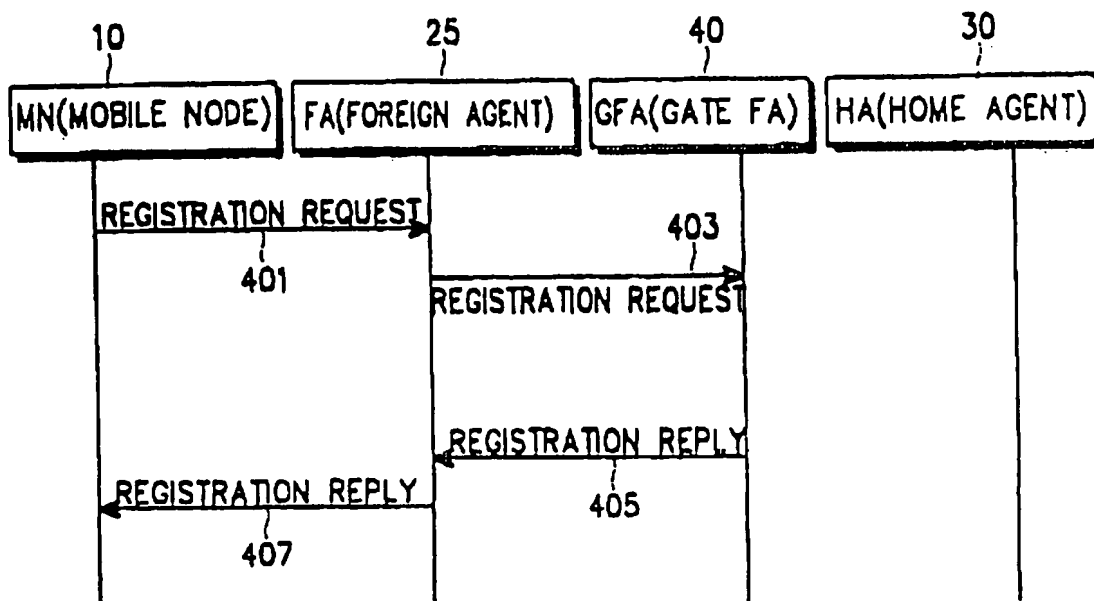 10 25 40 30
MN(MOBILE NODE) FA(FOREIGN AGENT) GFA(GATE FA) HA(HOME AGENT)
REGISTRATION REQUEST
401
403
REGISTRATION REQUEST
REGISTRATION REPLY
405
REGISTRATION REPLY
407